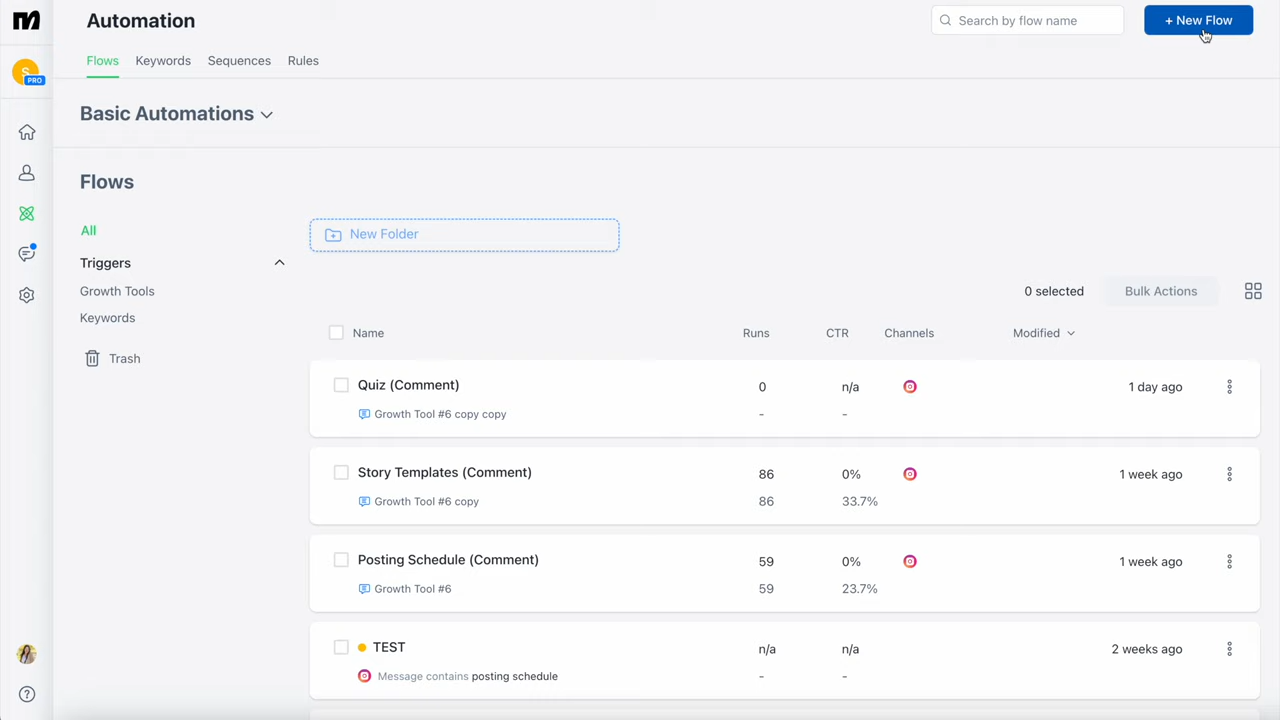 Automation
Search by flow name
+ New Flow
Flows Keywords Sequences Rules
S
PRO
Basic Automations
Flows
All
Triggers
Growth Tools
Keywords
Trash
New Folder
0 selected Bulk Actions
Name Runs CTR Channels Modified
Quiz (Comment) 0 n/a 1 day ago
Growth Tool #6 copy copy - -
Story Templates (Comment) 86 0% 1 week ago
Growth Tool #6 copy 86 33.7%
Posting Schedule (Comment) 59 0% 1 week ago
Growth Tool #6 59 23.7%
TEST n/a n/a 2 weeks ago
Message contains posting schedule - -